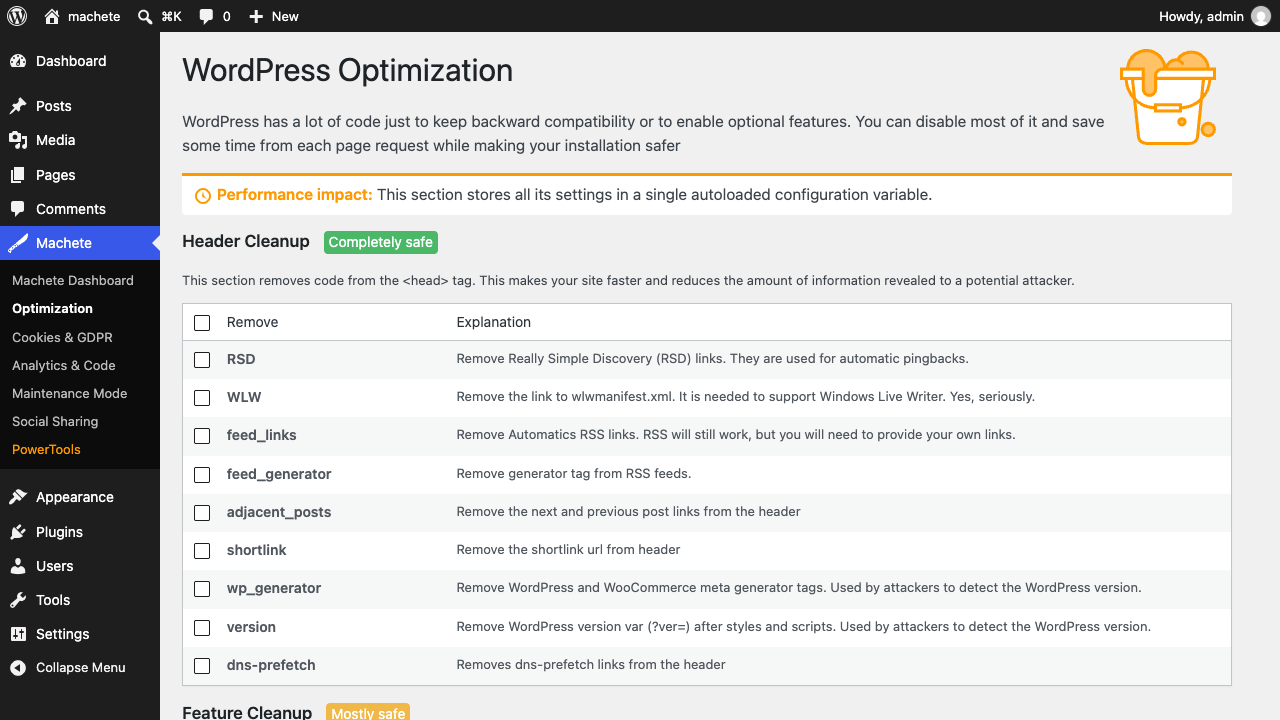 machete ⌘K 0 New Howdy, admin
Dashboard
Posts
Media
Pages
Comments
Machete
Machete Dashboard
Optimization
Cookies & GDPR
Analytics & Code
Maintenance Mode
Social Sharing
PowerTools
Appearance
Plugins
Users
Tools
Settings
Collapse Menu
WordPress Optimization
WordPress has a lot of code just to keep backward compatibility or to enable optional features. You can disable most of it and save
some time from each page request while making your installation safer
Performance impact: This section stores all its settings in a single autoloaded configuration variable.
Header Cleanup Completely safe
This section removes code from the <head> tag. This makes your site faster and reduces the amount of information revealed to a potential attacker.
Remove Explanation
RSD Remove Really Simple Discovery (RSD) links. They are used for automatic pingbacks.
WLW Remove the link to wlwmanifest.xml. It is needed to support Windows Live Writer. Yes, seriously.
feed_links Remove Automatics RSS links. RSS will still work, but you will need to provide your own links.
feed_generator Remove generator tag from RSS feeds.
adjacent_posts Remove the next and previous post links from the header
shortlink Remove the shortlink url from header
wp_generator Remove WordPress and WooCommerce meta generator tags. Used by attackers to detect the WordPress version.
version Remove WordPress version var (?ver=) after styles and scripts. Used by attackers to detect the WordPress version.
dns-prefetch Removes dns-prefetch links from the header
Feature Cleanup Mostly safe